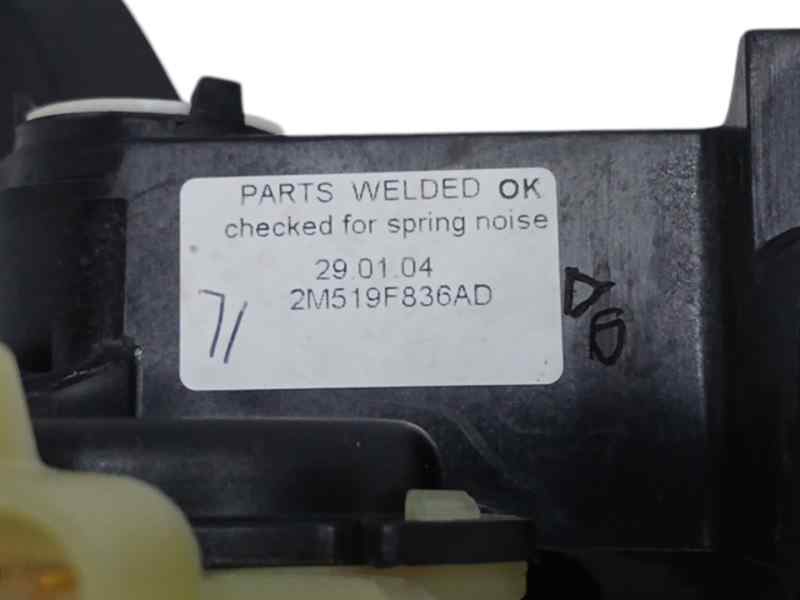 PARTS WELDED OK
checked for spring noise
29.01.04
2M519F836AD